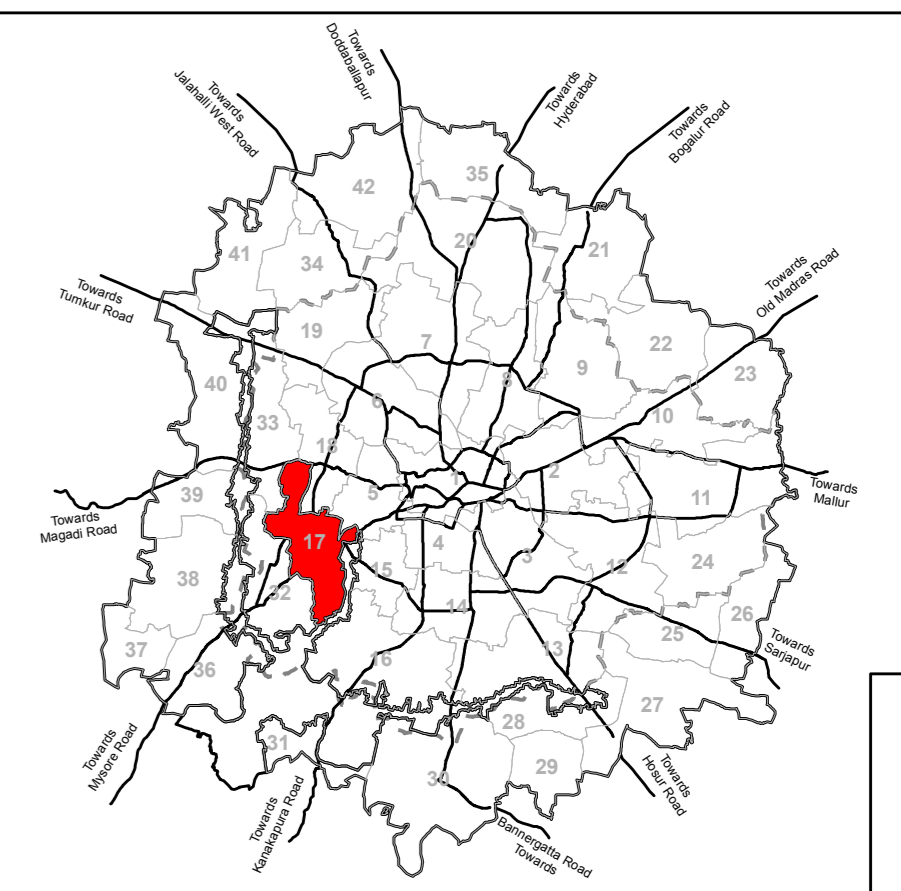 Towards
Doddaballapur
Towards
Hyderabad
Towards
Jalahalli West Road
Towards
Bogalur Road
42
35
20
21
41
34
Towards
Old Madras Road
Towards
Tumkur Road
19
7
22
9
23
40
8
6
33
10
18
1
2
5
39
11
Towards
Mallur
Towards
Magadi Road
17
4
3
15
12
24
38
32
14
26
25
13
Towards
Sarjapur
37
36
16
27
28
31
29
30
Towards
Mysore Road
Towards
Hosur Road
Towards
Kanakapura Road
Bannergatta Road
Towards